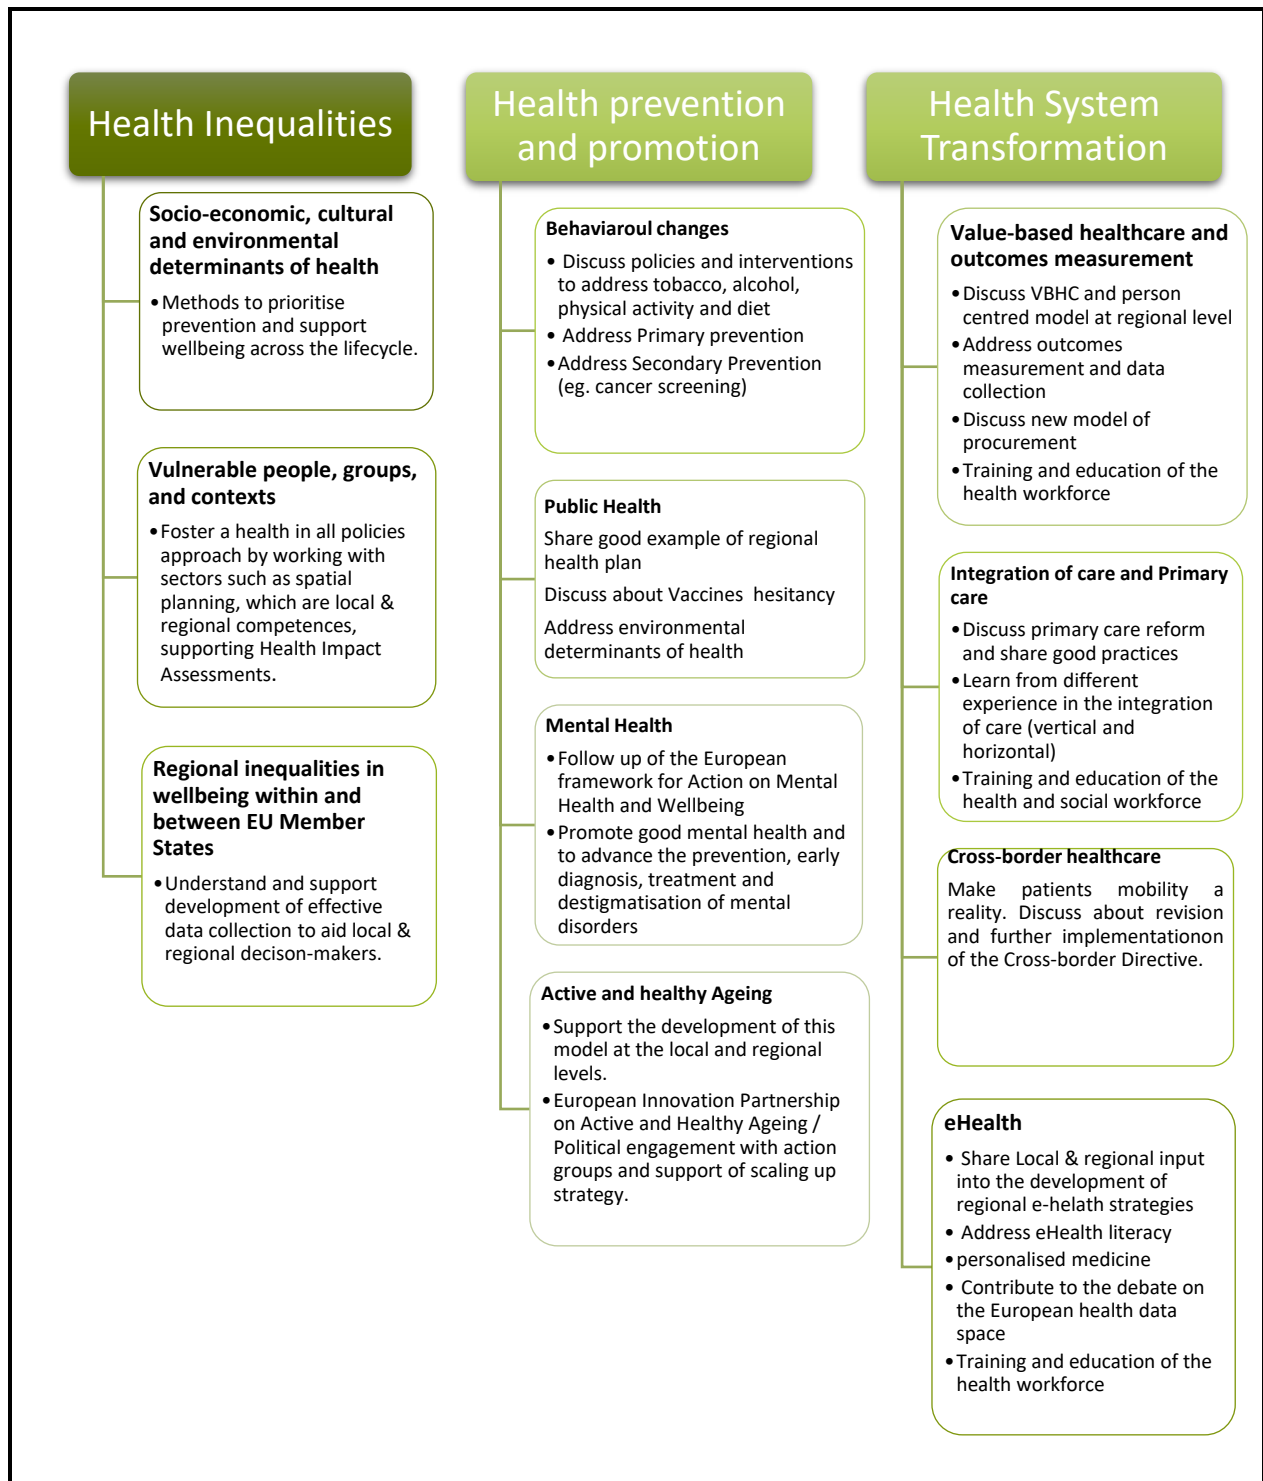 Health Inequalities
Socio-economic, cultural
and environmental
determinants of health
•Methods to prioritise
prevention and support
wellbeing across the lifecycle.
Vulnerable people, groups,
and contexts
•Foster a health in all policies
approach by working with
sectors such as spatial
planning, which are local &
regional competences,
supporting Health Impact
Assessments.
Regional inequalities in
wellbeing within and
between EU Member
States
•Understand and support
development of effective
data collection to aid local &
regional decison-makers.
Health prevention
and promotion
Behaviaroul changes
• Discuss policies and interventions
to address tobacco, alcohol,
physical activity and diet
• Address Primary prevention
•Address Secondary Prevention
(eg. cancer screening)
Public Health
Share good example of regional
health plan
Discuss about Vaccines hesitancy
Address environmental
determinants of health
Mental Health
•Follow up of the European
framework for Action on Mental
Health and Wellbeing
•Promote good mental health and
to advance the prevention, early
diagnosis, treatment and
destigmatisation of mental
disorders
Active and healthy Ageing
•Support the development of this
model at the local and regional
levels.
•European Innovation Partnership
on Active and Healthy Ageing /
Political engagement with action
groups and support of scaling up
strategy.
Health System
Transformation
Value-based healthcare and
outcomes measurement
•Discuss VBHC and person
centred model at regional level
•Address outcomes
measurement and data
collection
•Discuss new model of
procurement
•Training and education of the
health workforce
Integration of care and Primary
care
•Discuss primary care reform
and share good practices
•Learn from different
experience in the integration
of care (vertical and
horizontal)
•Training and education of the
health and social workforce
Cross-border healthcare
Make patients mobility a
reality. Discuss about revision
and further implementationon
of the Cross-border Directive.
eHealth
• Share Local & regional input
into the development of
regional e-helath strategies
• Address eHealth literacy
•personalised medicine
• Contribute to the debate on
the European health data
space
•Training and education of the
health workforce